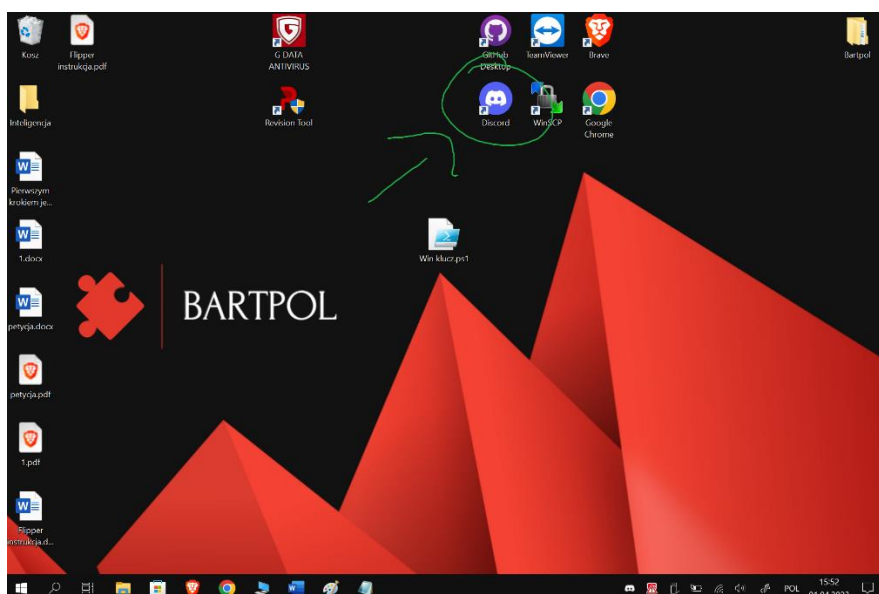 Kosz
Flipper
instrukcja.pdf
G DATA
ANTIVIRUS
GitHub
Desktop
TeamViewer
Brave
Bartpol
Inteligencja
Revision Tool
Discord
WinSCP
Google
Chrome
Pierwszym
krokiem je...
Win klucz.ps1
1.docx
BARTPOL
petycja.docx
petycja.pdf
1.pdf
Flipper
instrukcja.d...
POL
15:52